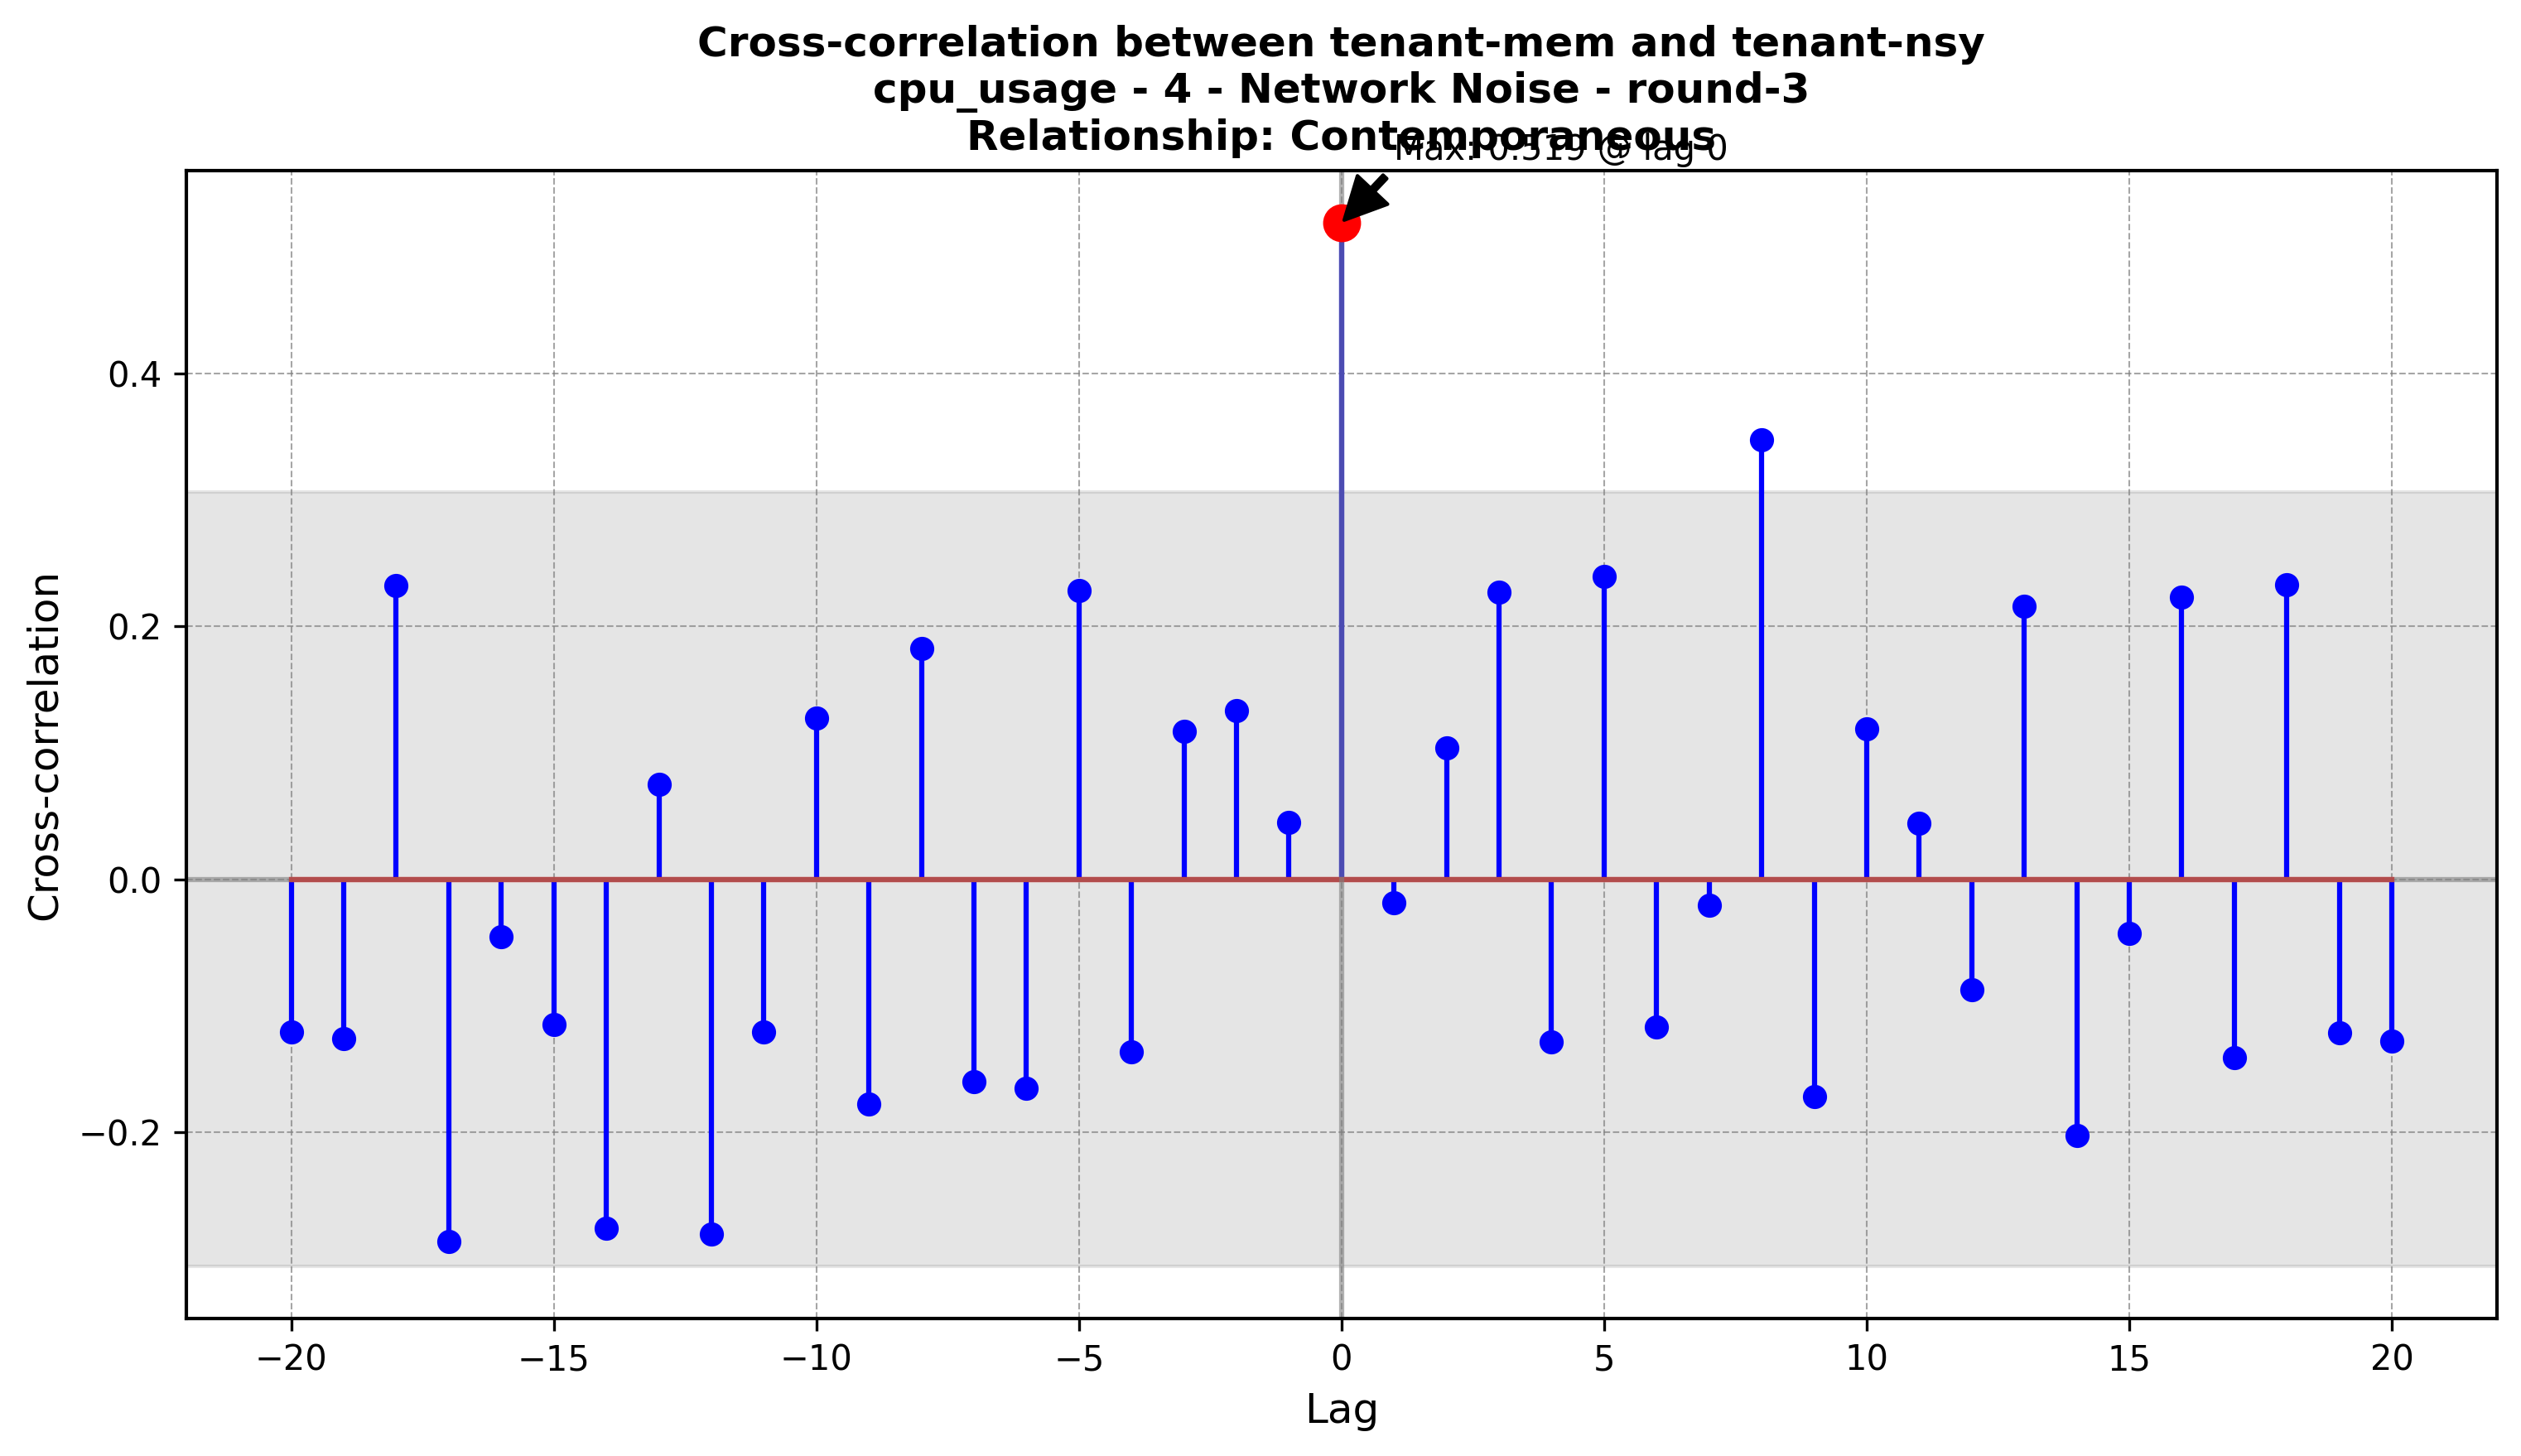 Cross-correlation between tenant-mem and tenant-nsy
cpu_usage - 4 - Network Noise - round-3
Relationship: Contemporaneous
Max: 0.519 @ lag 0
Cross-correlation
0.4
0.2
0.0
−0.2
−20 −15 −10 −5 0 5 10 15 20
Lag